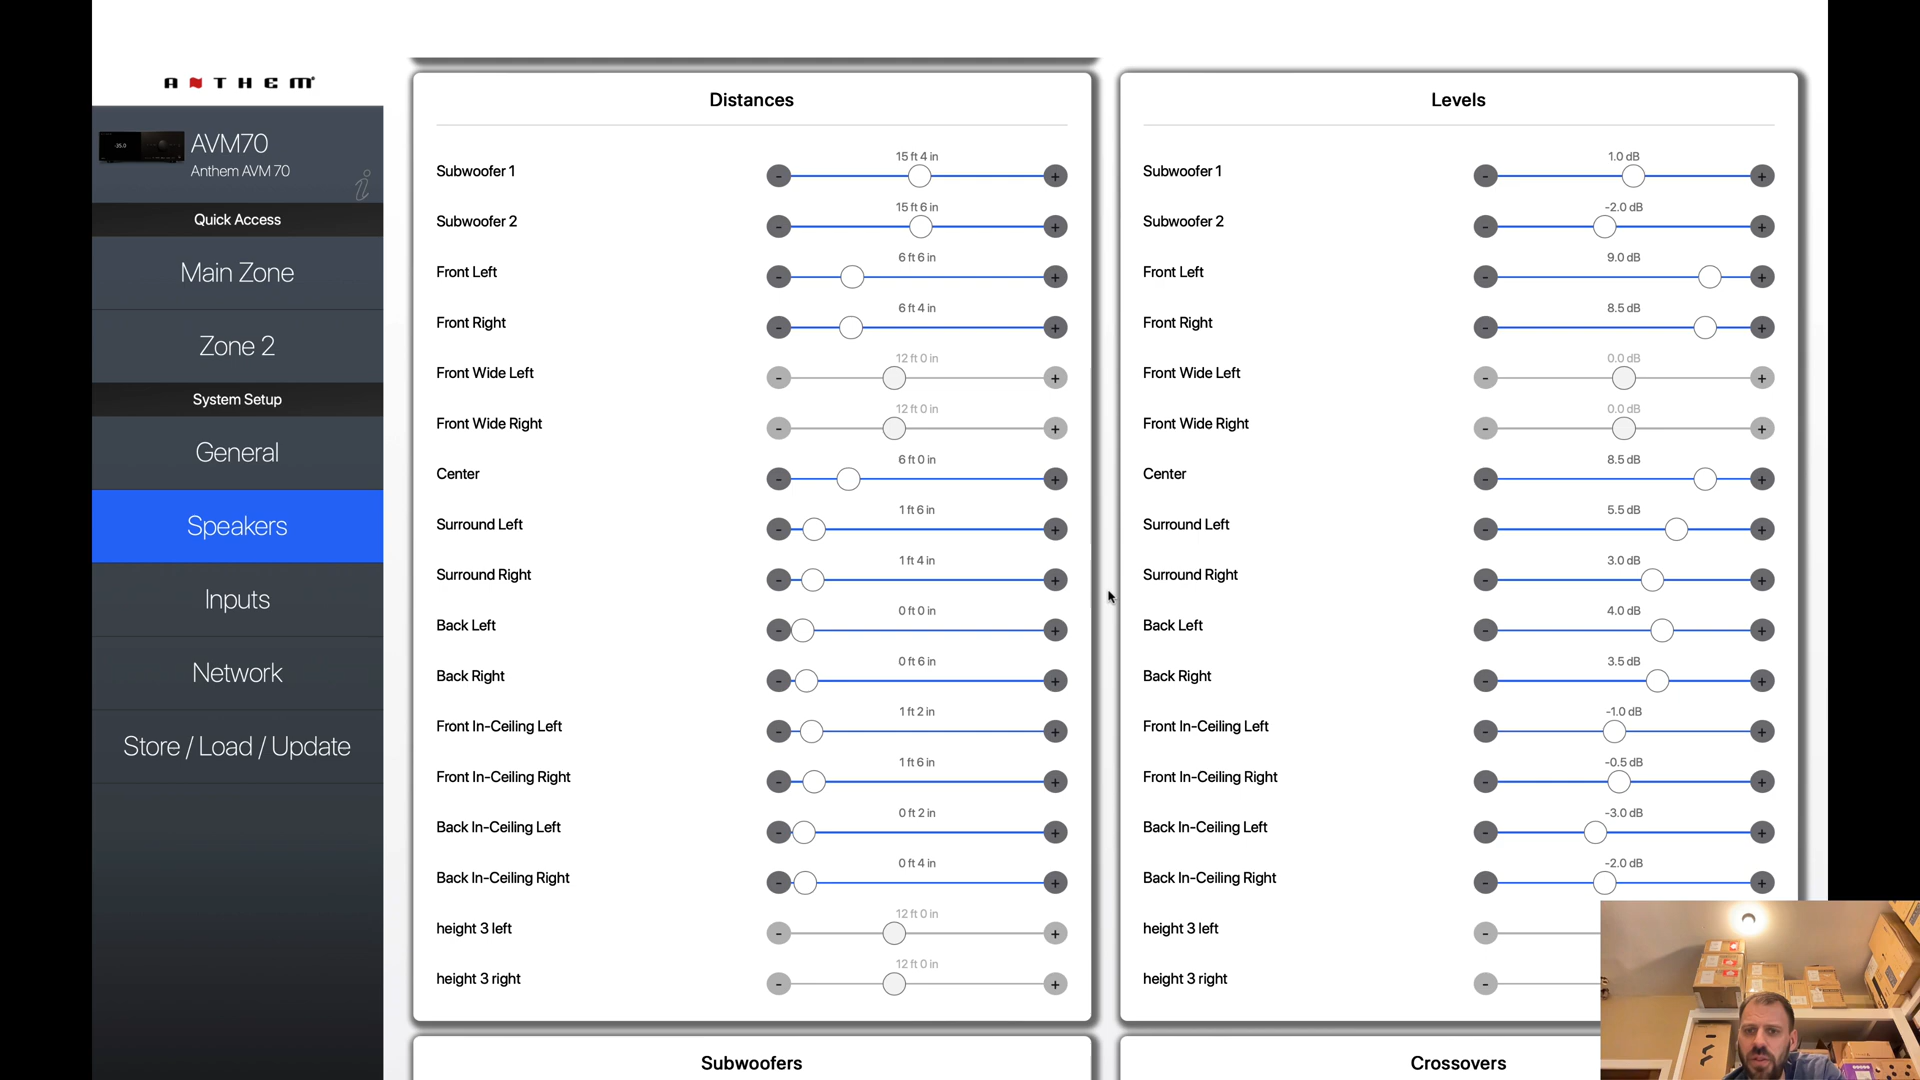 ANTHEM
-35.0
AVM70
Anthem AVM 70
i
Quick Access
Main Zone
Zone 2
System Setup
General
Speakers
Inputs
Network
Store / Load / Update
Distances
Subwoofer 1
- 15 ft 4 in +
Subwoofer 2
- 15 ft 6 in +
Front Left
- 6 ft 6 in +
Front Right
- 6 ft 4 in +
Front Wide Left
- 12 ft 0 in +
Front Wide Right
- 12 ft 0 in +
Center
- 6 ft 0 in +
Surround Left
- 1 ft 6 in +
Surround Right
- 1 ft 4 in +
Back Left
- 0 ft 0 in +
Back Right
- 0 ft 6 in +
Front In-Ceiling Left
- 1 ft 2 in +
Front In-Ceiling Right
- 1 ft 6 in +
Back In-Ceiling Left
- 0 ft 2 in +
Back In-Ceiling Right
- 0 ft 4 in +
height 3 left
- 12 ft 0 in +
height 3 right
- 12 ft 0 in +
Levels
Subwoofer 1
- 1.0 dB +
Subwoofer 2
- -2.0 dB +
Front Left
- 9.0 dB +
Front Right
- 8.5 dB +
Front Wide Left
- 0.0 dB +
Front Wide Right
- 0.0 dB +
Center
- 8.5 dB +
Surround Left
- 5.5 dB +
Surround Right
- 3.0 dB +
Back Left
- 4.0 dB +
Back Right
- 3.5 dB +
Front In-Ceiling Left
- -1.0 dB +
Front In-Ceiling Right
- -0.5 dB +
Back In-Ceiling Left
- -3.0 dB +
Back In-Ceiling Right
- -2.0 dB +
height 3 left
-
height 3 right
-
Subwoofers
Crossovers